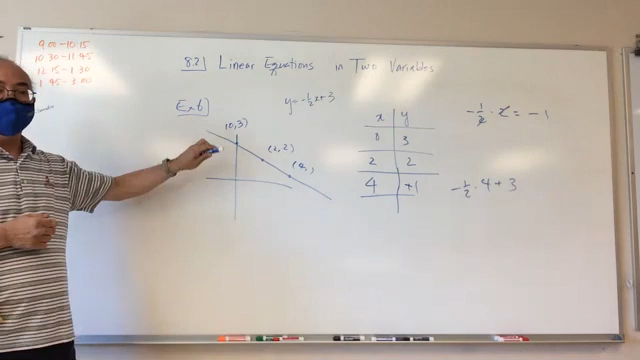 9:00-10:15
10:30-11:45
12:15-1:30
1:45-3:00
8.2 Linear Equations in Two Variables
Ex 6
y=-1/2x+3
(0,3)
(2,2)
(4,
x y
0 3
2 2
4 +1
-1/2 · 2 = -1
-1/2 · 4 + 3